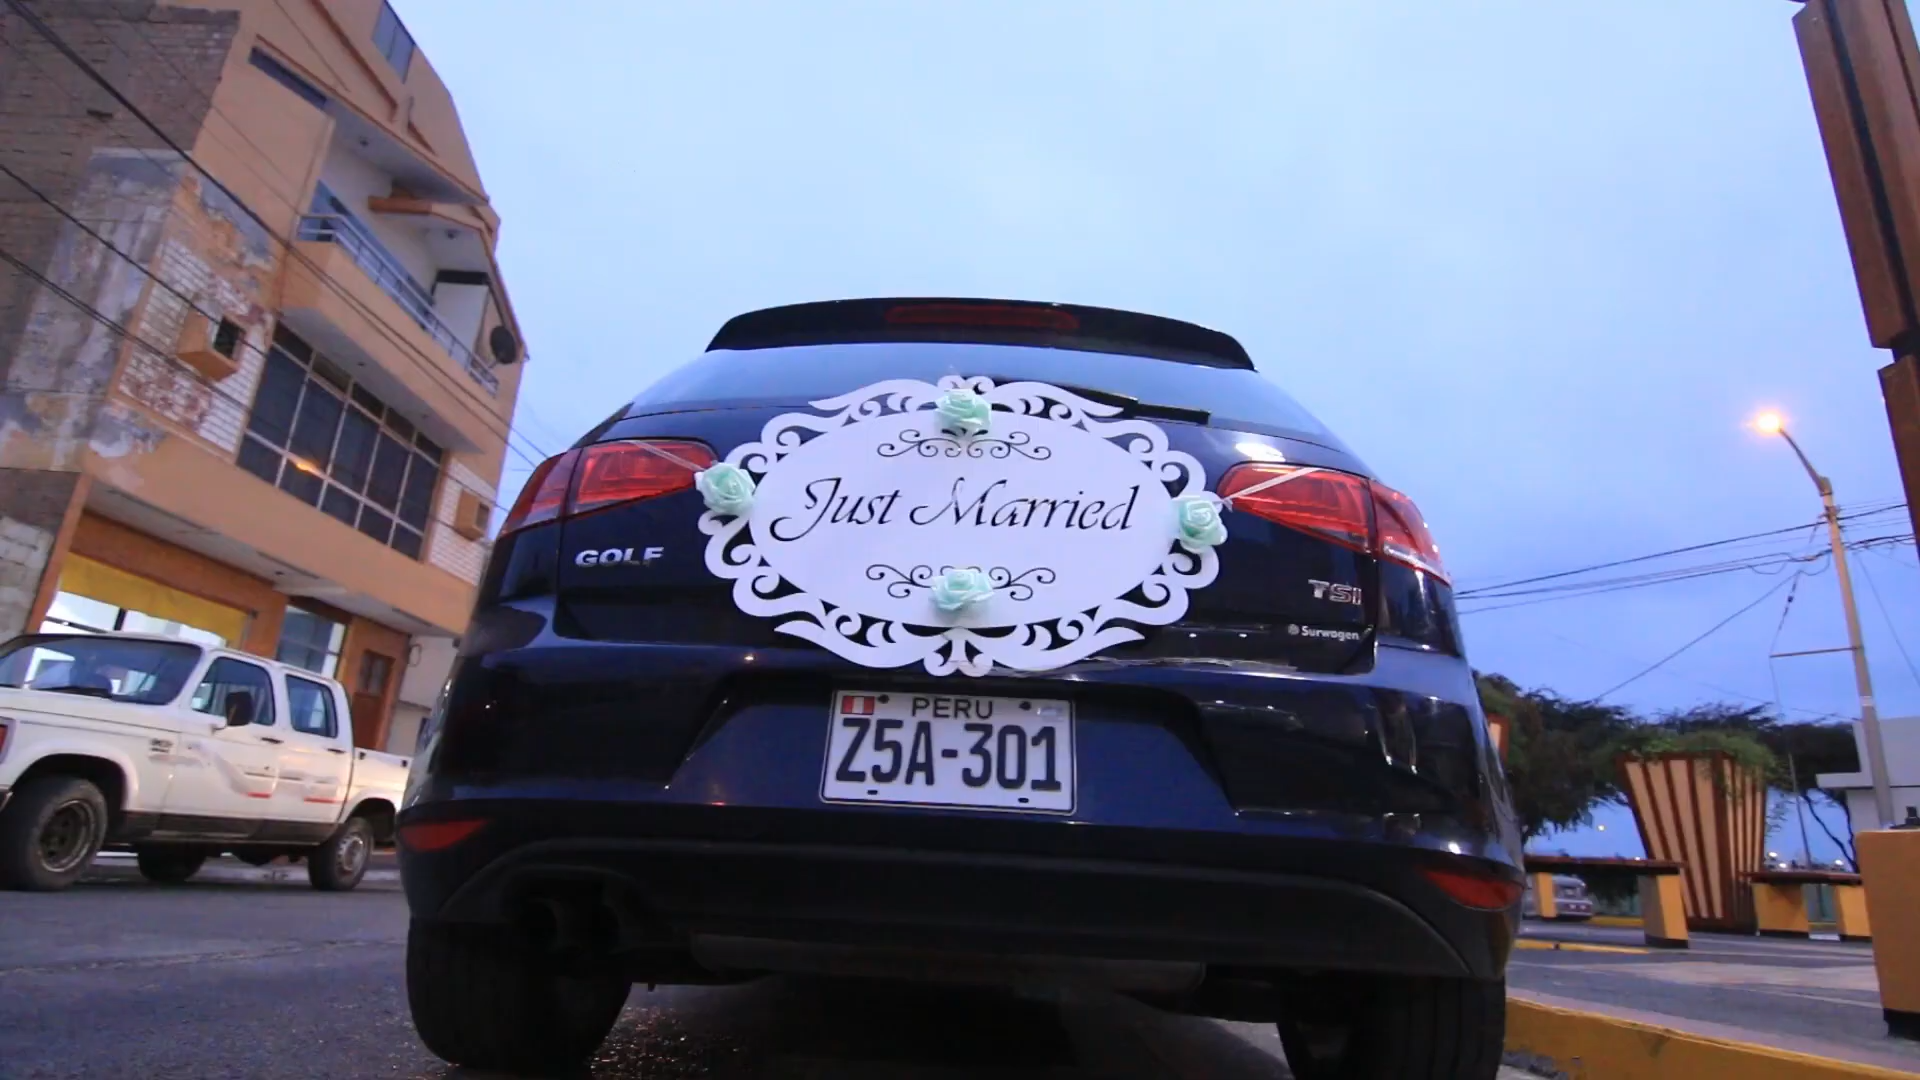 Just Married
GOLF
TSI
Surwagen
PERU
Z5A-301